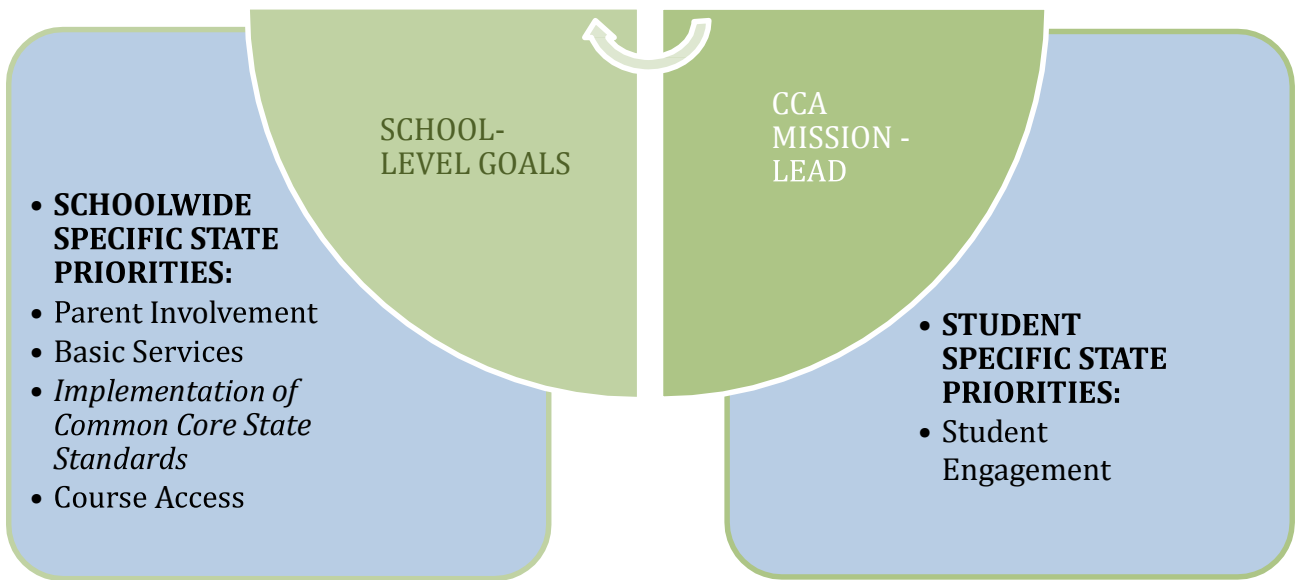 SCHOOL-
LEVEL GOALS
CCA
MISSION -
LEAD
• SCHOOLWIDE
SPECIFIC STATE
PRIORITIES:
• Parent Involvement
• Basic Services
• Implementation of
Common Core State
Standards
• Course Access
• STUDENT
SPECIFIC STATE
PRIORITIES:
• Student
Engagement